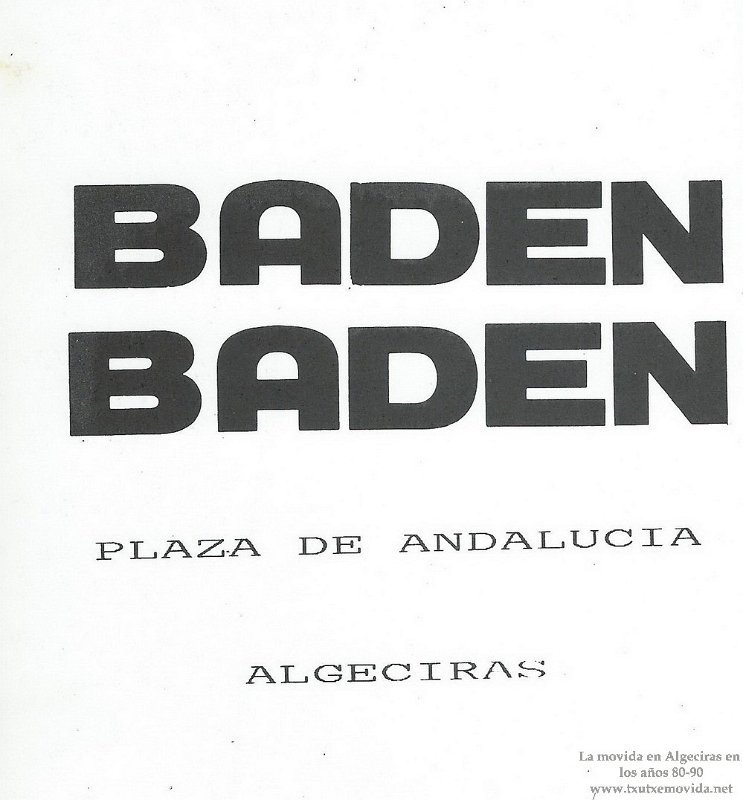 BADEN
BADEN
PLAZA DE ANDALUCIA
ALGECIRAS
La movida en Algeciras en
los años 80-90
www.txutxemovida.net